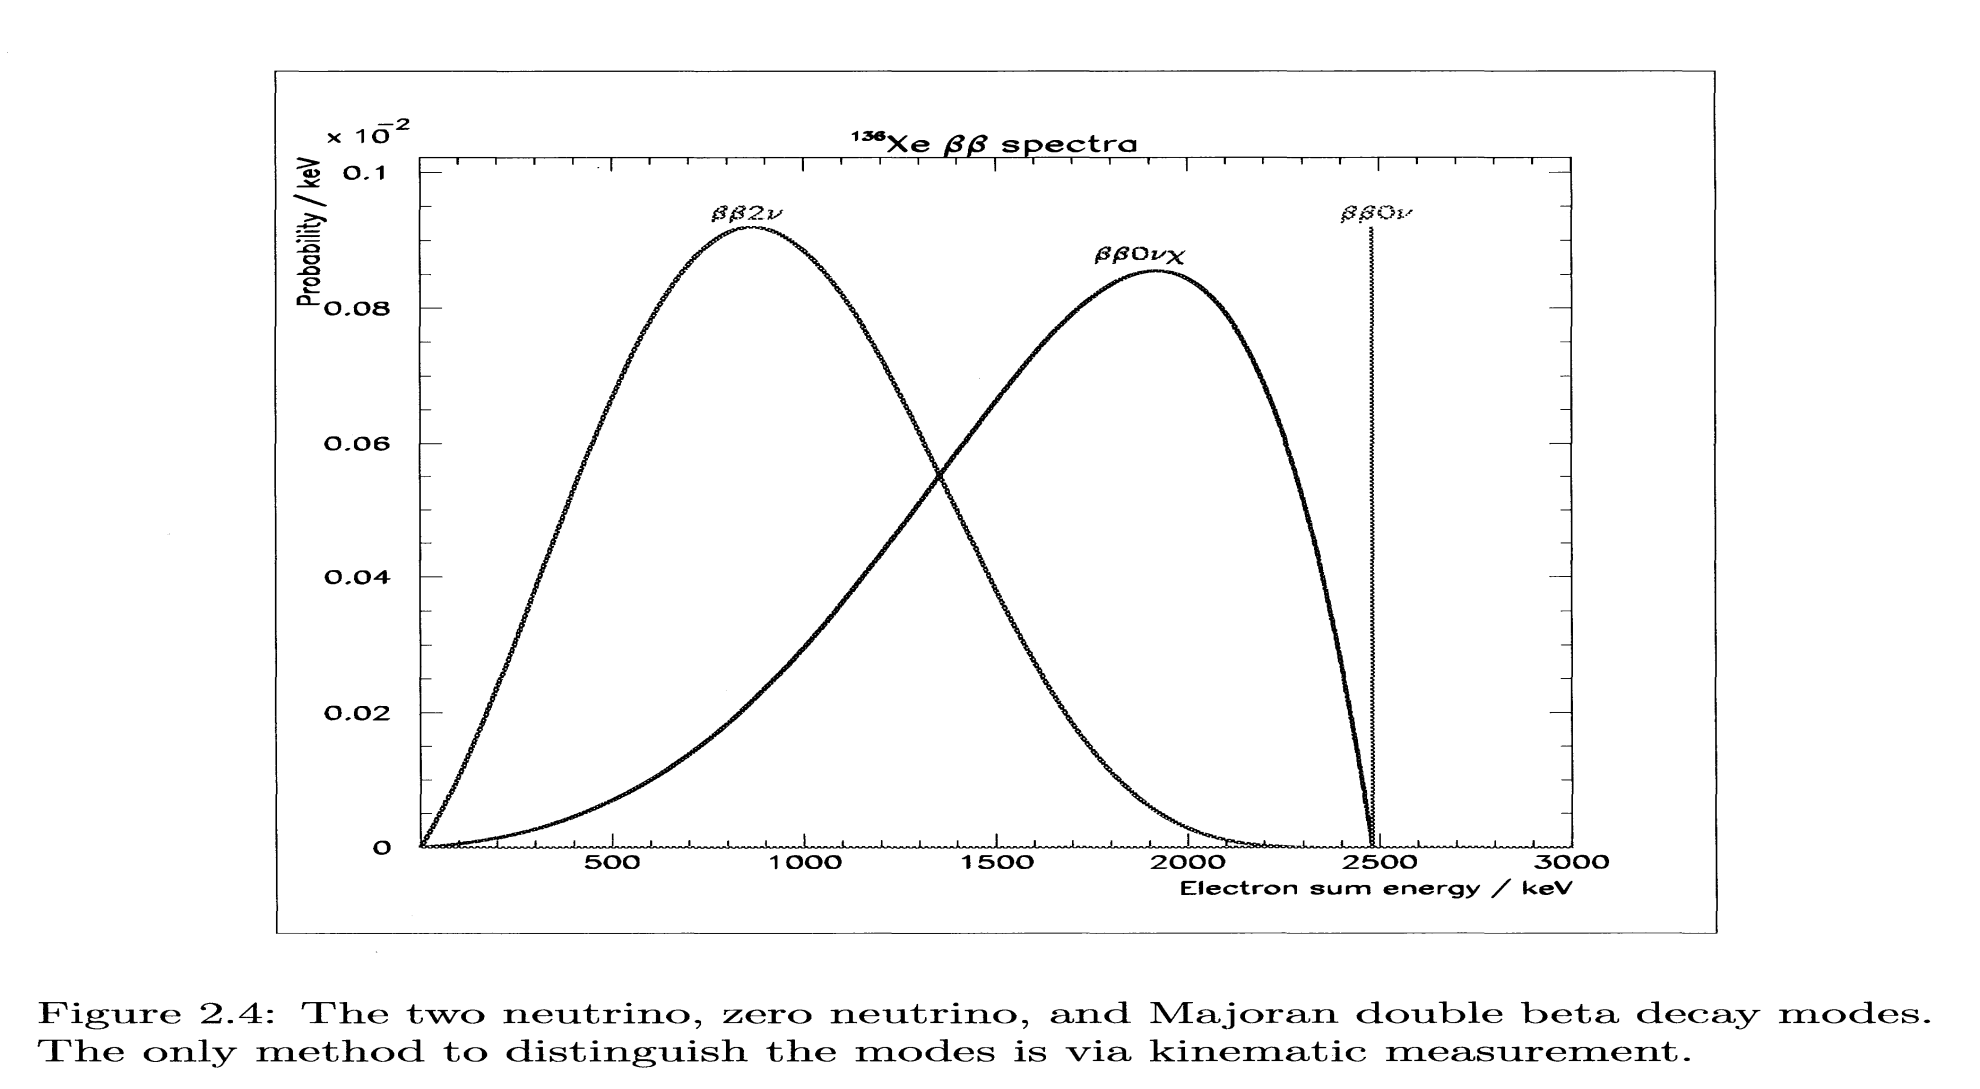 × 10⁻²
¹³⁶Xe ββ spectra
Probability / keV
0.1
ββ2ν
ββ0ν
ββ0νχ
0.08
0.06
0.04
0.02
0
500 1000 1500 2000 2500 3000
Electron sum energy / keV
Figure 2.4: The two neutrino, zero neutrino, and Majoran double beta decay modes.
The only method to distinguish the modes is via kinematic measurement.